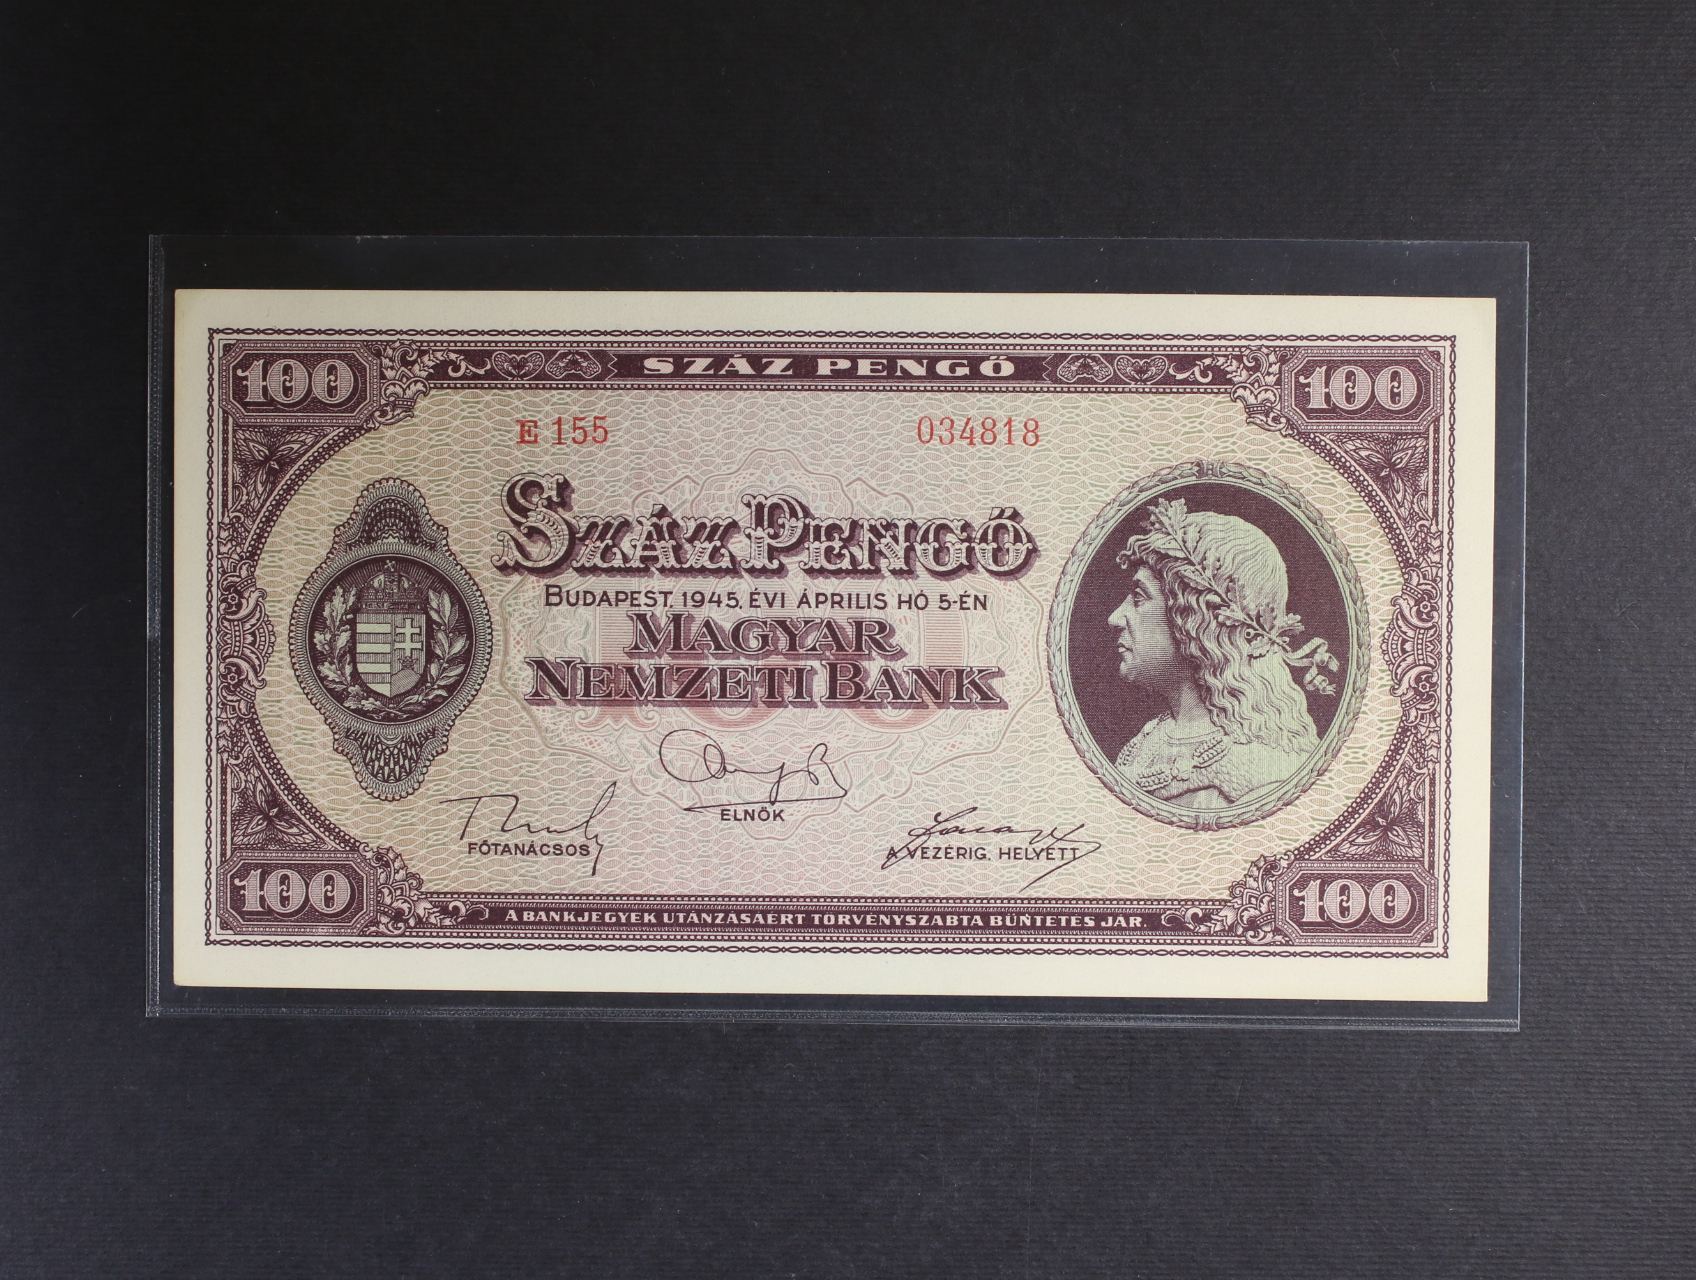 100 SZÁZ PENGŐ 100
E 155 034818
SZÁZ PENGŐ
BUDAPEST, 1945. ÉVI ÁPRILIS HÓ 5-ÉN
MAGYAR
NEMZETI BANK
ELNÖK
FŐTANÁCSOS A VEZÉRIG. HELYETT
100 A BANKJEGYEK UTÁNZÁSÁÉRT TÖRVÉNYSZABTA BÜNTETÉS JÁR. 100